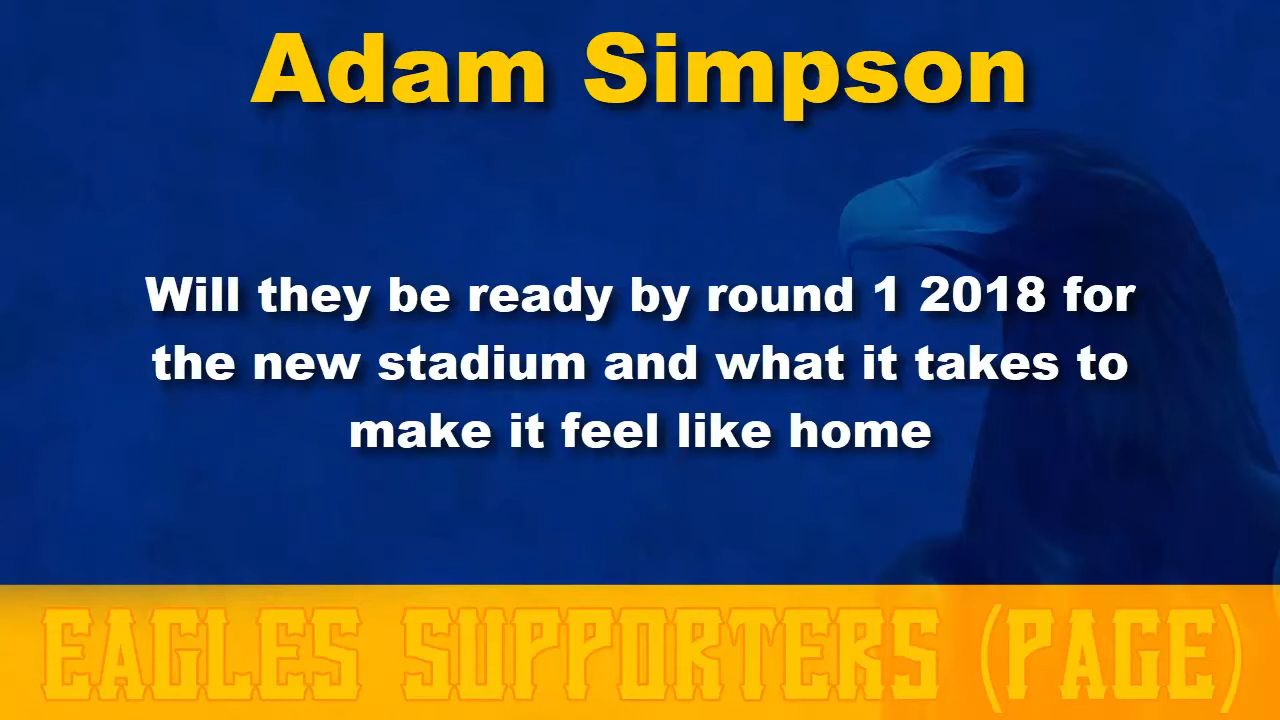 Adam Simpson
Will they be ready by round 1 2018 for
the new stadium and what it takes to
make it feel like home
EAGLES SUPPORTERS (PAGE)